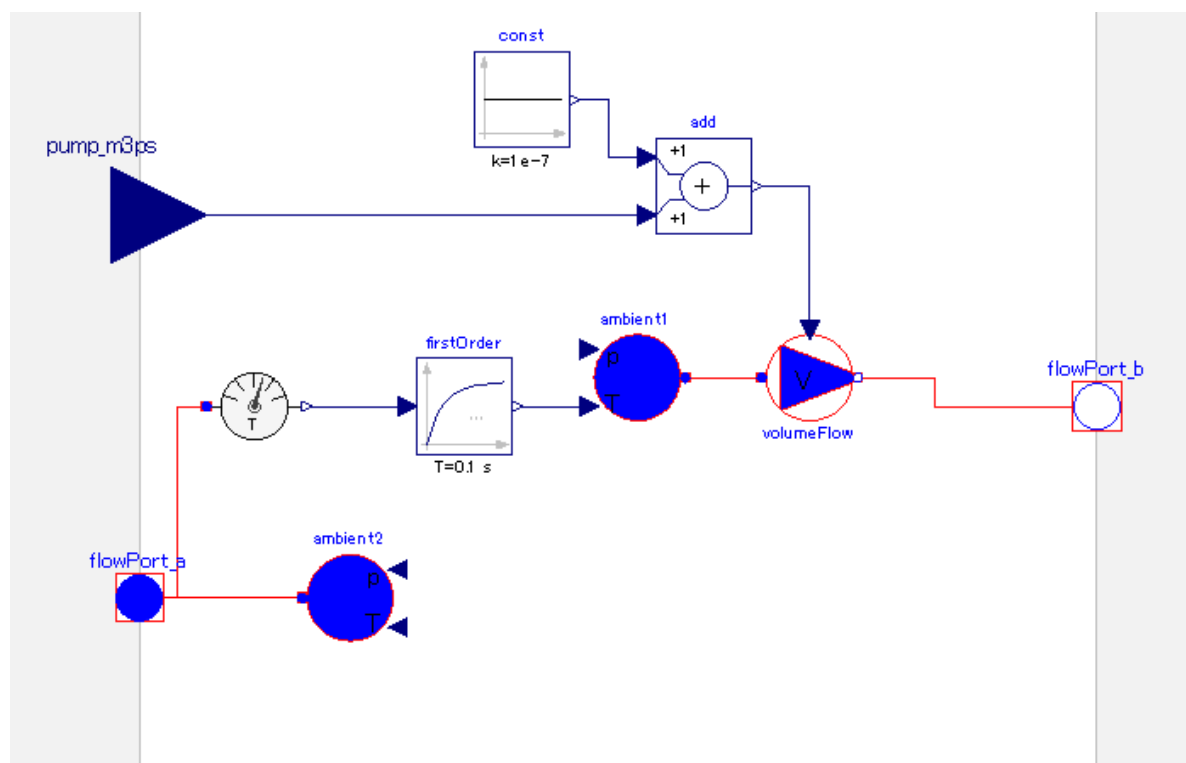 const
k=1e-7
add
+1
+
+1
pump_m3ps
ambient1
p
T
firstOrder
...
T=0.1 s
T
V
volumeFlow
flowPort_b
flowPort_a
ambient2
p
T